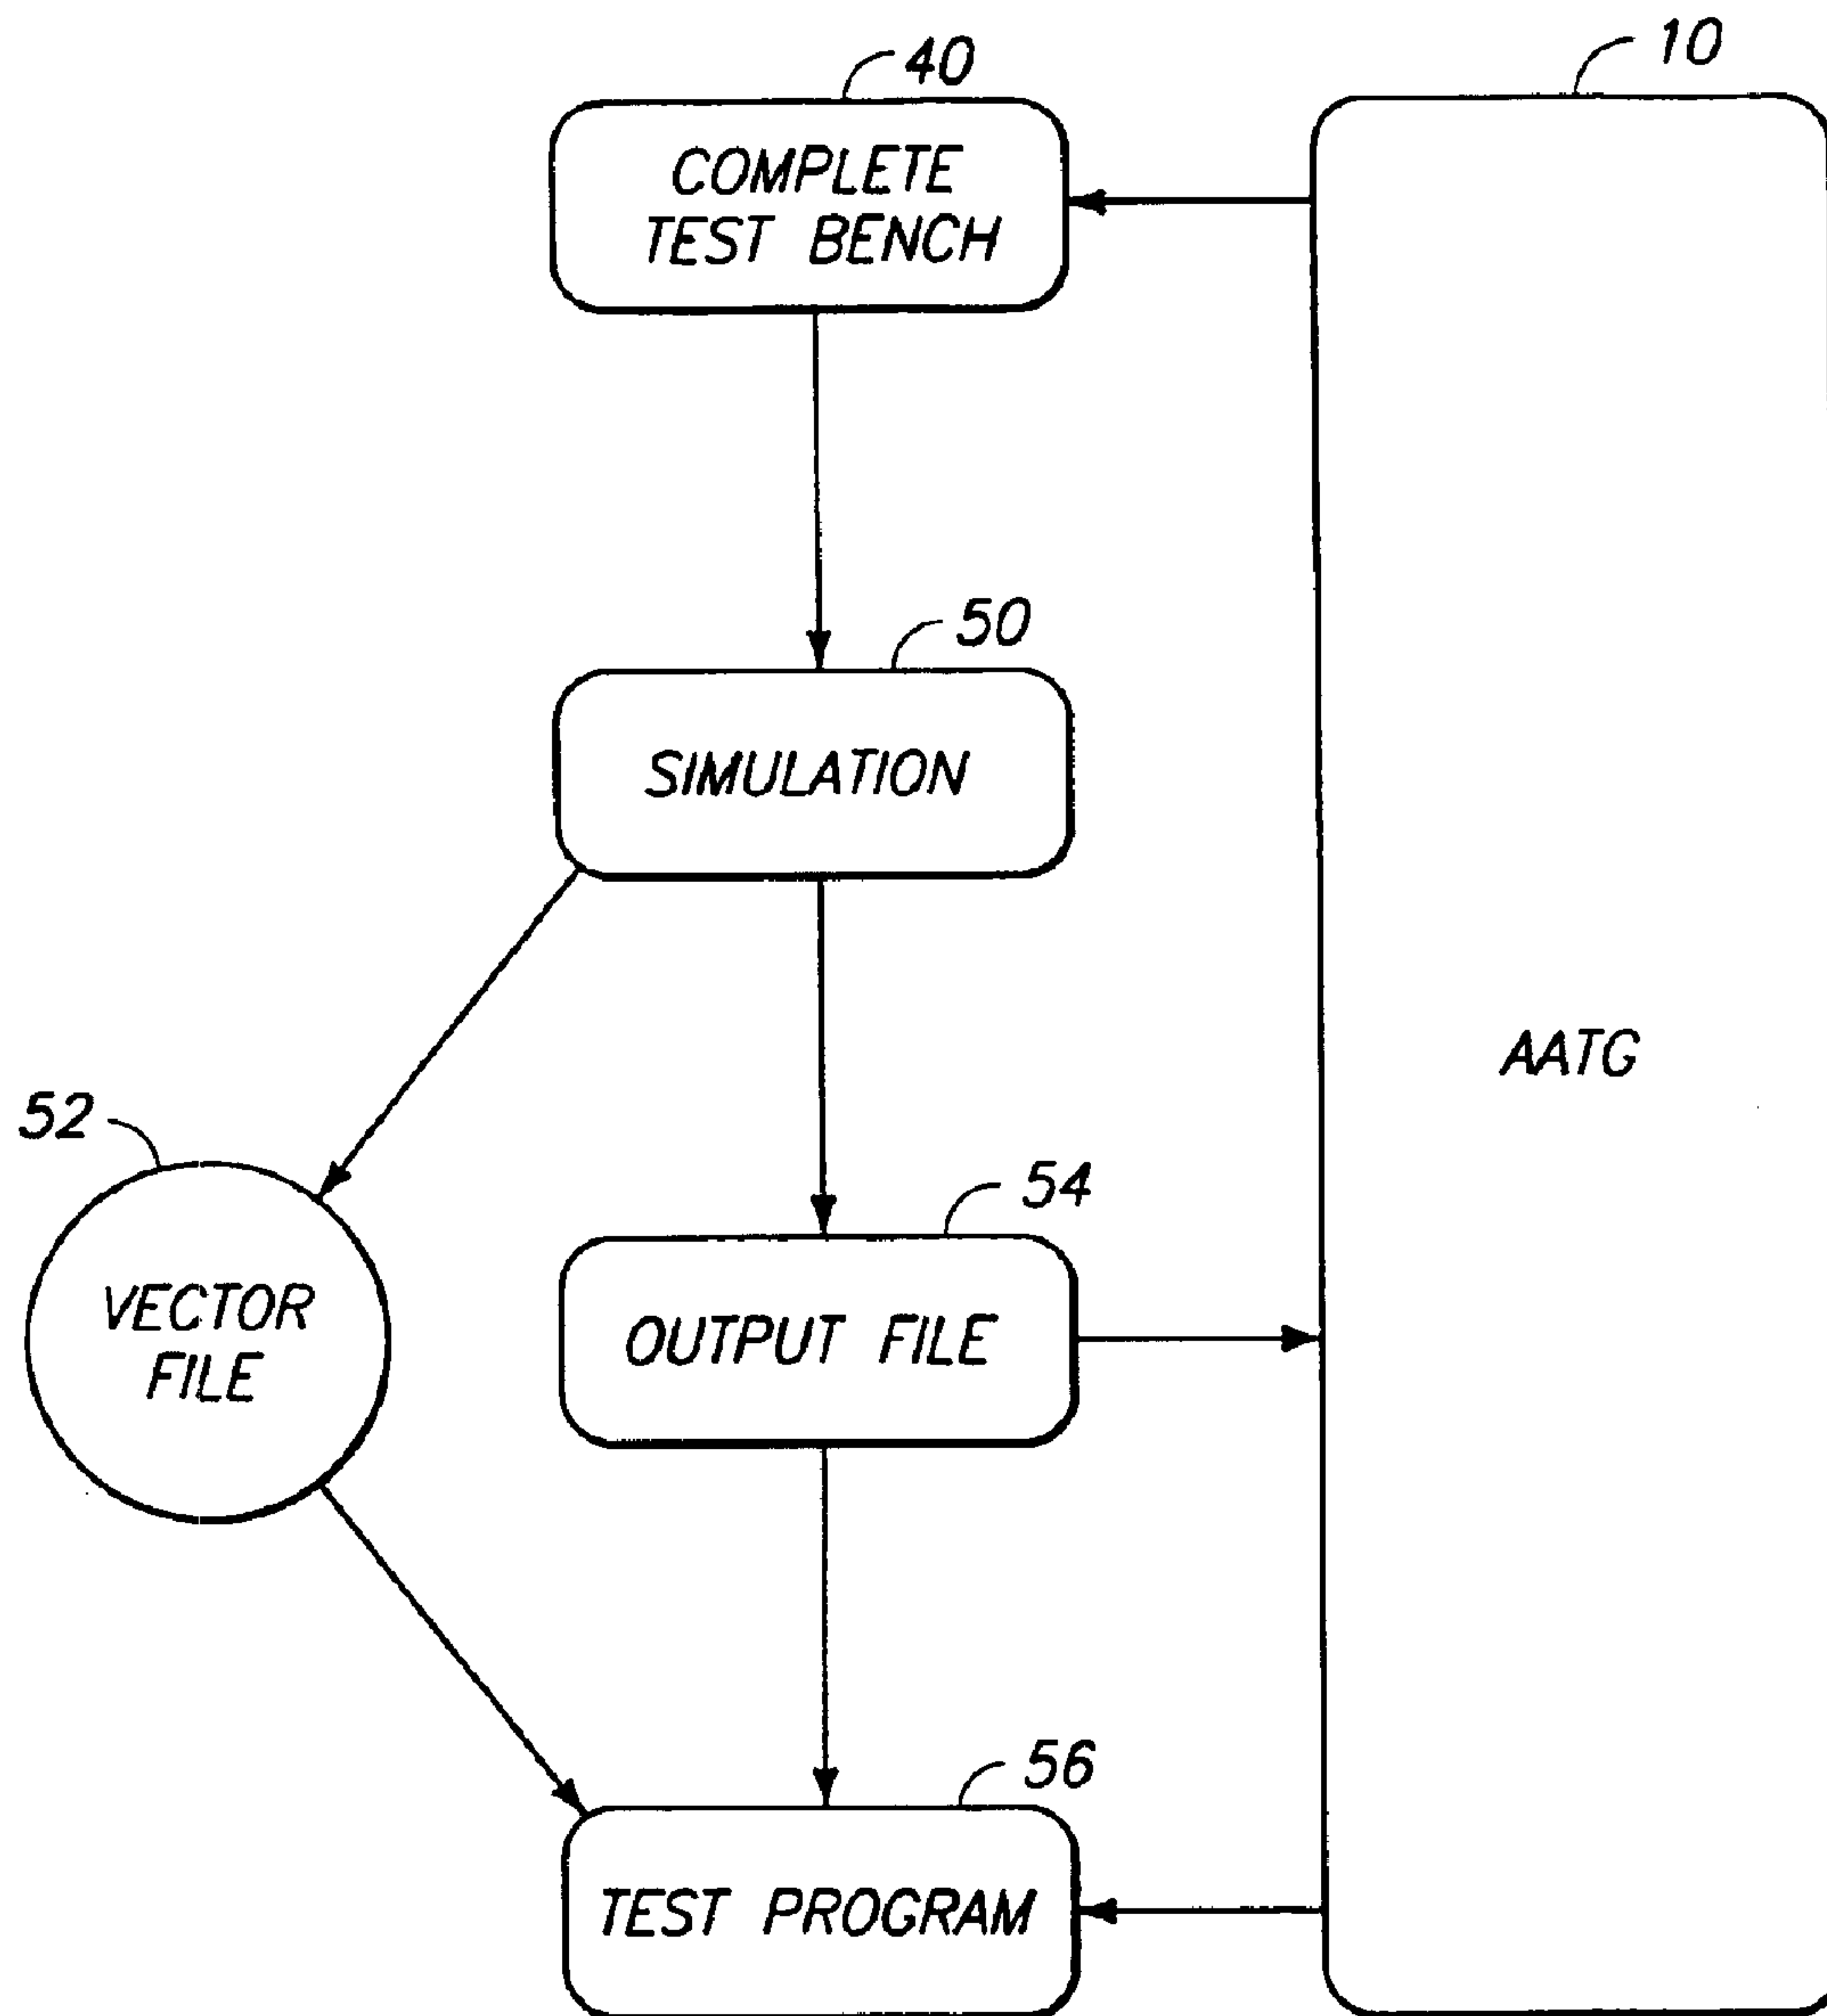 40
10
COMPLETE
TEST BENCH
50
SIMULATION
AATG
52
54
VECTOR
FILE
OUTPUT FILE
56
TEST PROGRAM